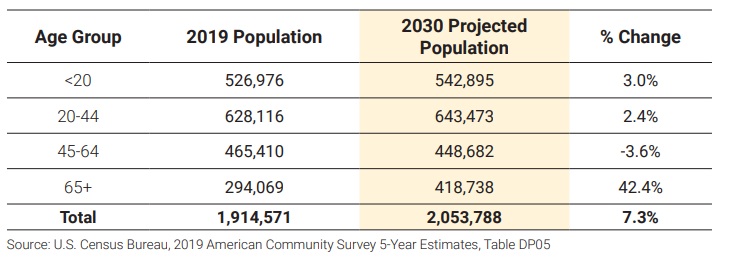 Age Group 2019 Population 2030 Projected Population % Change
<20 526,976 542,895 3.0%
20-44 628,116 643,473 2.4%
45-64 465,410 448,682 -3.6%
65+ 294,069 418,738 42.4%
Total 1,914,571 2,053,788 7.3%
Source: U.S. Census Bureau, 2019 American Community Survey 5-Year Estimates, Table DP05